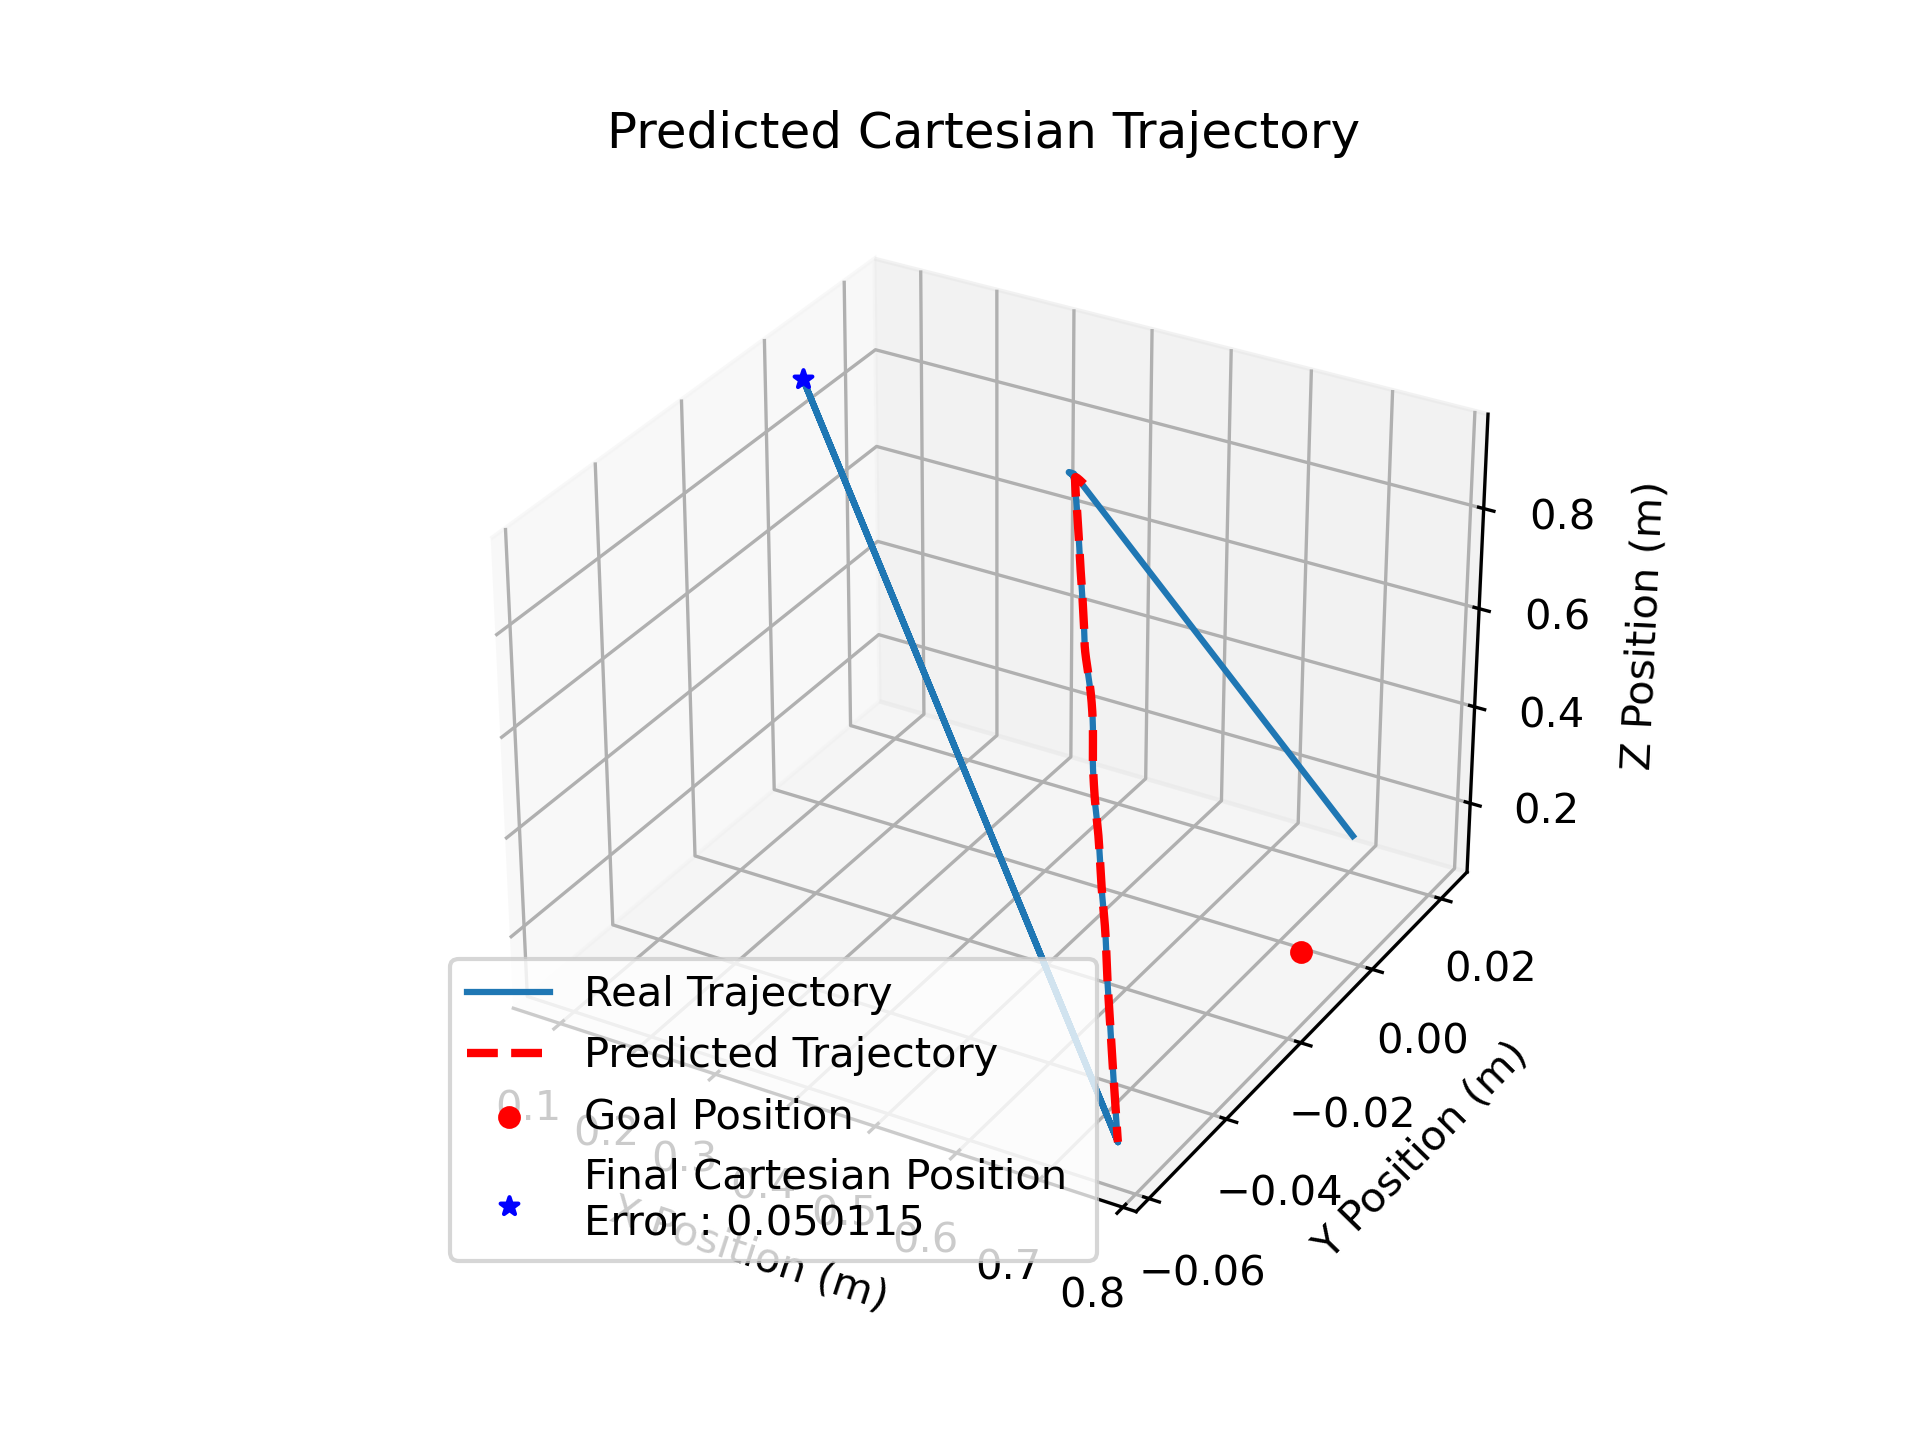 Predicted Cartesian Trajectory
0.8
0.6
0.4
0.2
Z Position (m)
Real Trajectory
Predicted Trajectory
Goal Position
Final Cartesian Position
Error : 0.050115
0.1
0.2
0.3
0.4
0.5
0.6
0.7
0.8
X Position (m)
0.02
0.00
−0.02
−0.04
−0.06
Y Position (m)